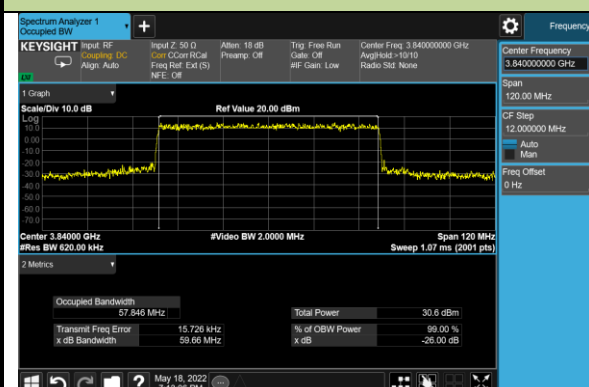 Spectrum Analyzer 1
Occupied BW
+
Frequency
KEYSIGHT
Input: RF
Coupling: DC
Align: Auto
Input Z: 50 Ω
Corr CCorr RCal
Freq Ref: Ext (S)
NFE: Off
Atten: 18 dB
Preamp: Off
Trig: Free Run
Gate: Off
#IF Gain: Low
Center Freq: 3.840000000 GHz
Avg|Hold:>10/10
Radio Std: None
Center Frequency
3.840000000 GHz
Span
120.00 MHz
CF Step
12.000000 MHz
Auto
Man
Freq Offset
0 Hz
1 Graph
Scale/Div 10.0 dB
Ref Value 20.00 dBm
Log
10.0
0.00
-10.0
-20.0
-30.0
-40.0
-50.0
-60.0
-70.0
Center 3.84000 GHz
#Video BW 2.0000 MHz
Span 120 MHz
#Res BW 620.00 kHz
Sweep 1.07 ms (2001 pts)
2 Metrics
Occupied Bandwidth
57.846 MHz
Total Power 30.6 dBm
Transmit Freq Error 15.726 kHz
% of OBW Power 99.00 %
x dB Bandwidth 59.66 MHz
x dB -26.00 dB
?
May 18, 2022